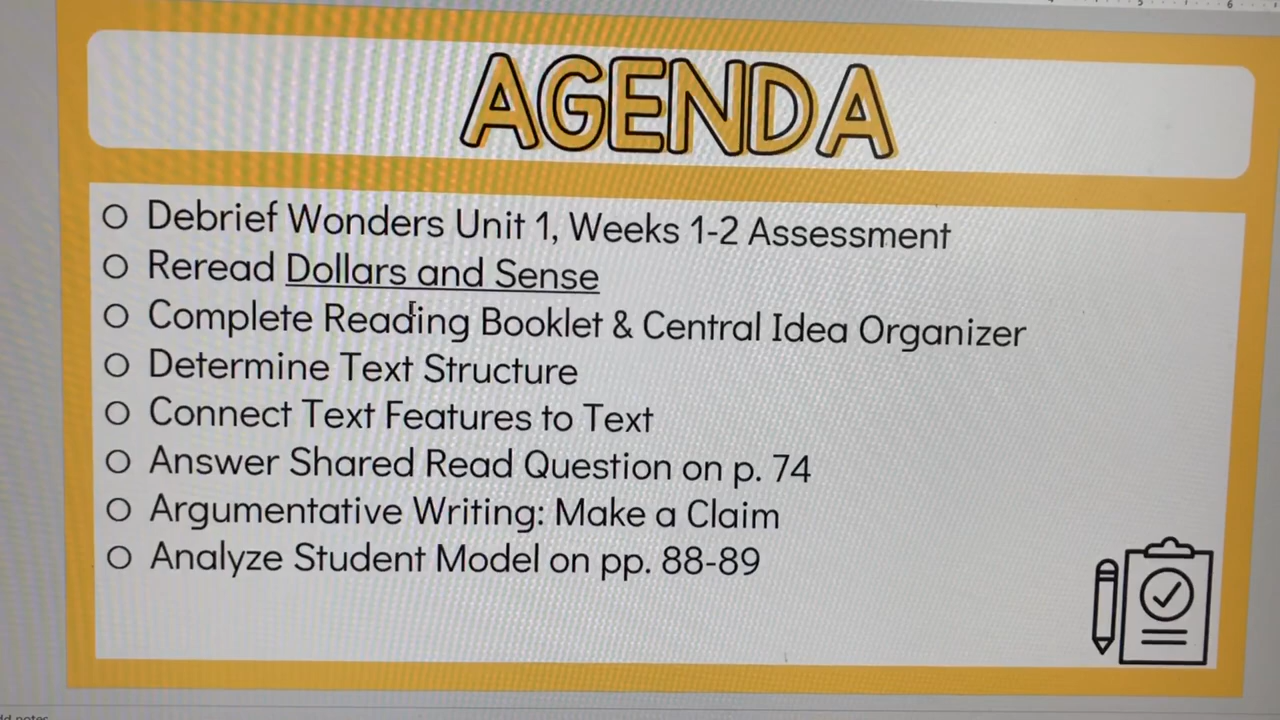 AGENDA
Debrief Wonders Unit 1, Weeks 1-2 Assessment
Reread Dollars and Sense
Complete Reading Booklet & Central Idea Organizer
Determine Text Structure
Connect Text Features to Text
Answer Shared Read Question on p. 74
Argumentative Writing: Make a Claim
Analyze Student Model on pp. 88-89